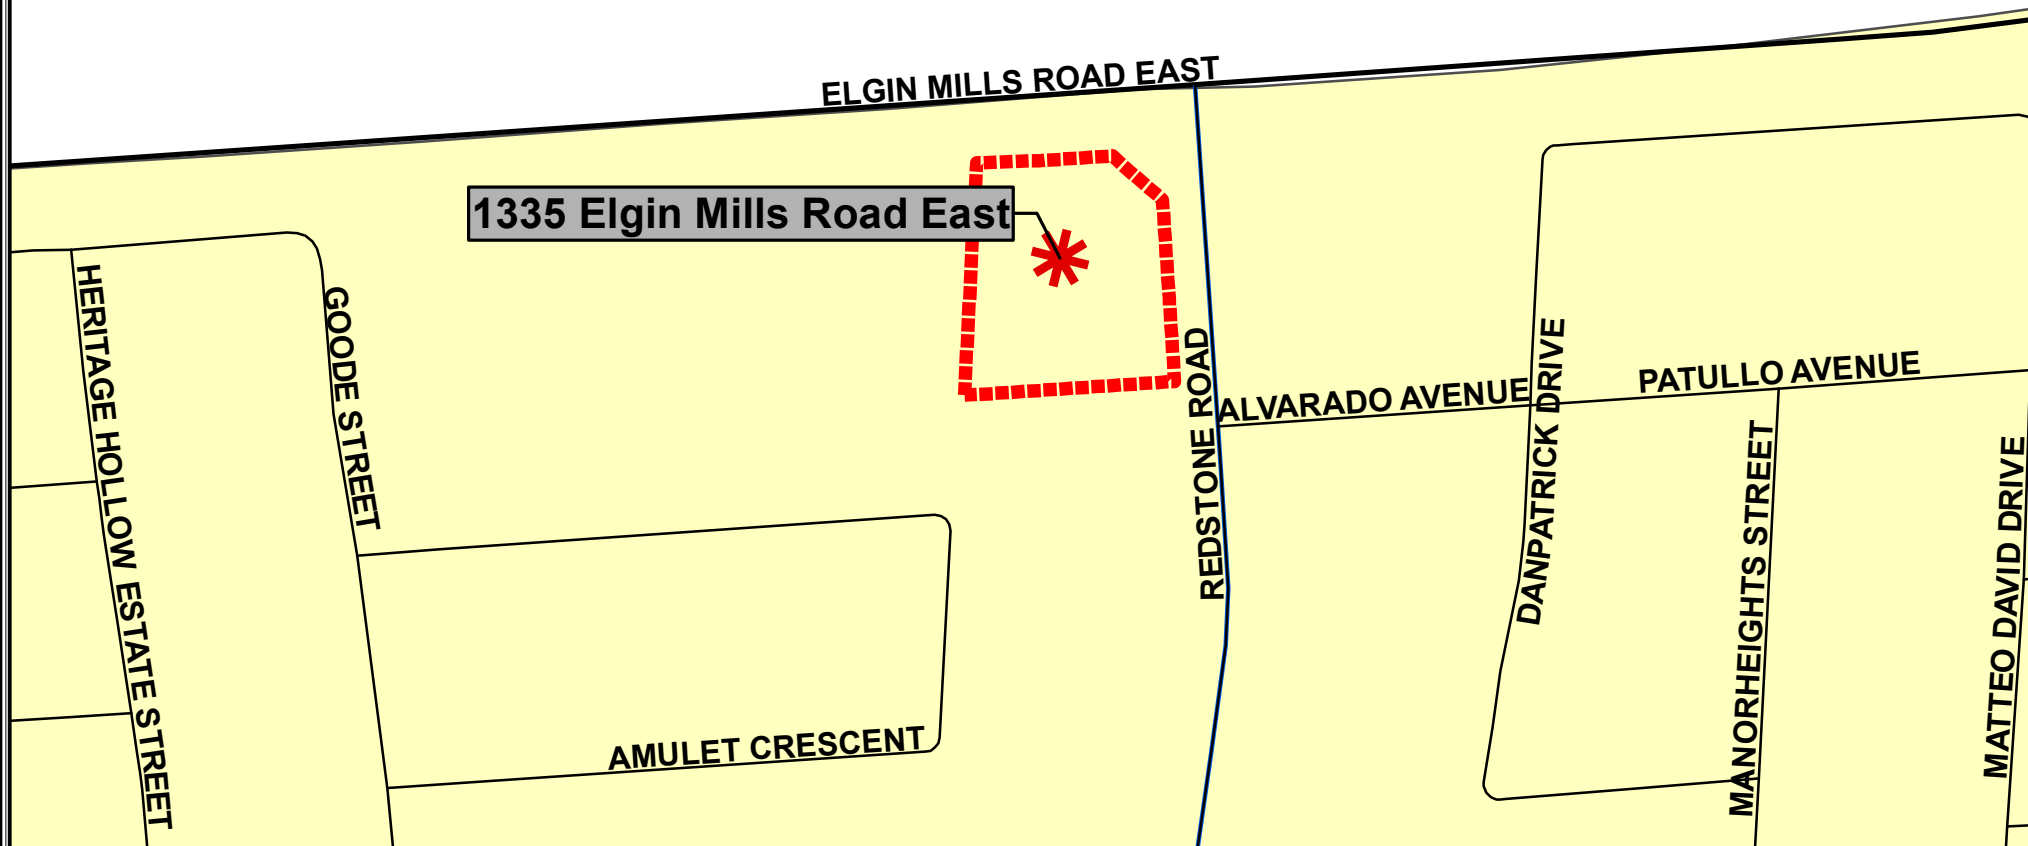 ELGIN MILLS ROAD EAST
1335 Elgin Mills Road East
HERITAGE HOLLOW ESTATE STREET
GOODE STREET
REDSTONE ROAD
ALVARADO AVENUE
DANPATRICK DRIVE
PATULLO AVENUE
MANORHEIGHTS STREET
MATTEO DAVID DRIVE
AMULET CRESCENT